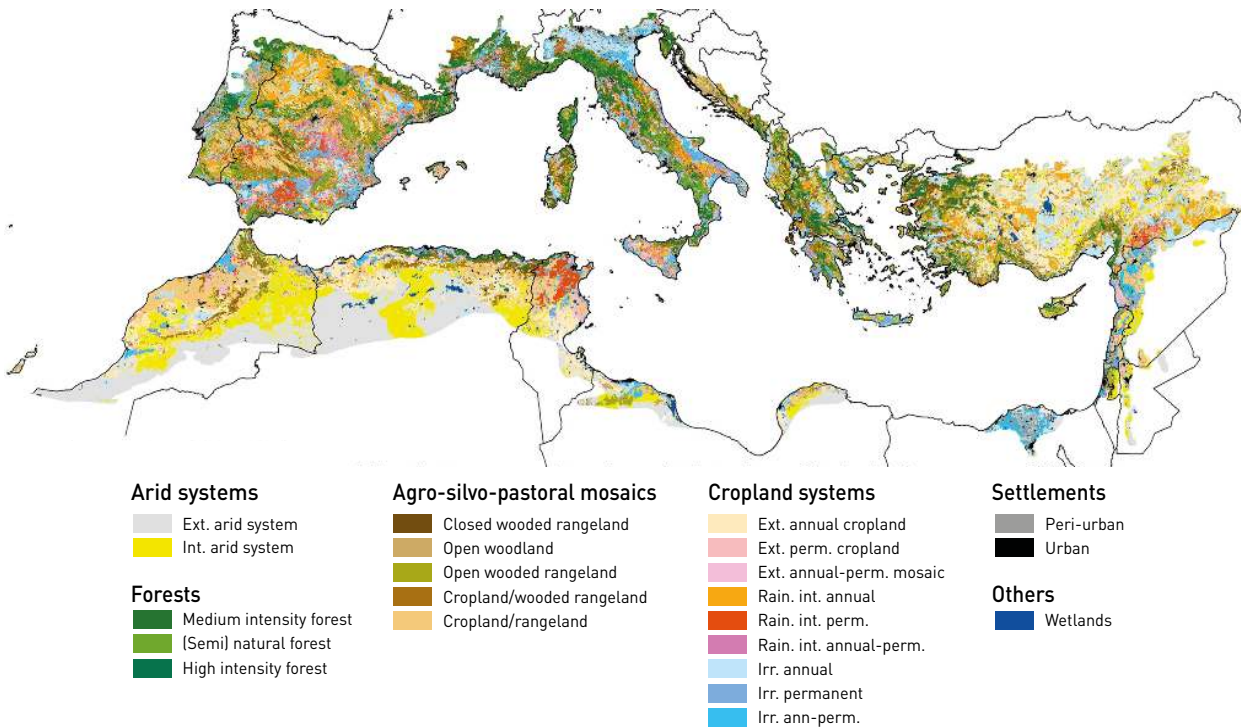 Arid systems
Ext. arid system
Int. arid system
Forests
Medium intensity forest
(Semi) natural forest
High intensity forest
Agro-silvo-pastoral mosaics
Closed wooded rangeland
Open woodland
Open wooded rangeland
Cropland/wooded rangeland
Cropland/rangeland
Cropland systems
Ext. annual cropland
Ext. perm. cropland
Ext. annual-perm. mosaic
Rain. int. annual
Rain. int. perm.
Rain. int. annual-perm.
Irr. annual
Irr. permanent
Irr. ann-perm.
Settlements
Peri-urban
Urban
Others
Wetlands